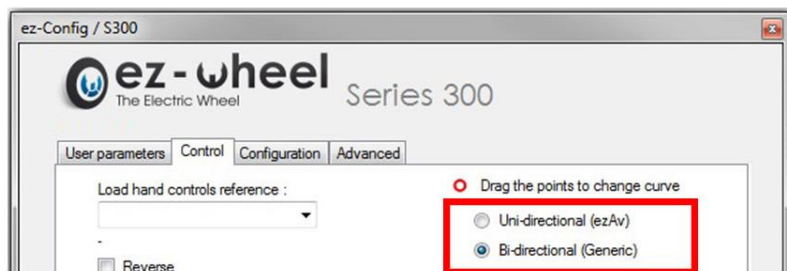 ez-Config / S300
ez-wheel
The Electric Wheel
Series 300
User parameters Control Configuration Advanced
Load hand controls reference :
Drag the points to change curve
Uni-directional (ezAv)
-
Bi-directional (Generic)
Reverse